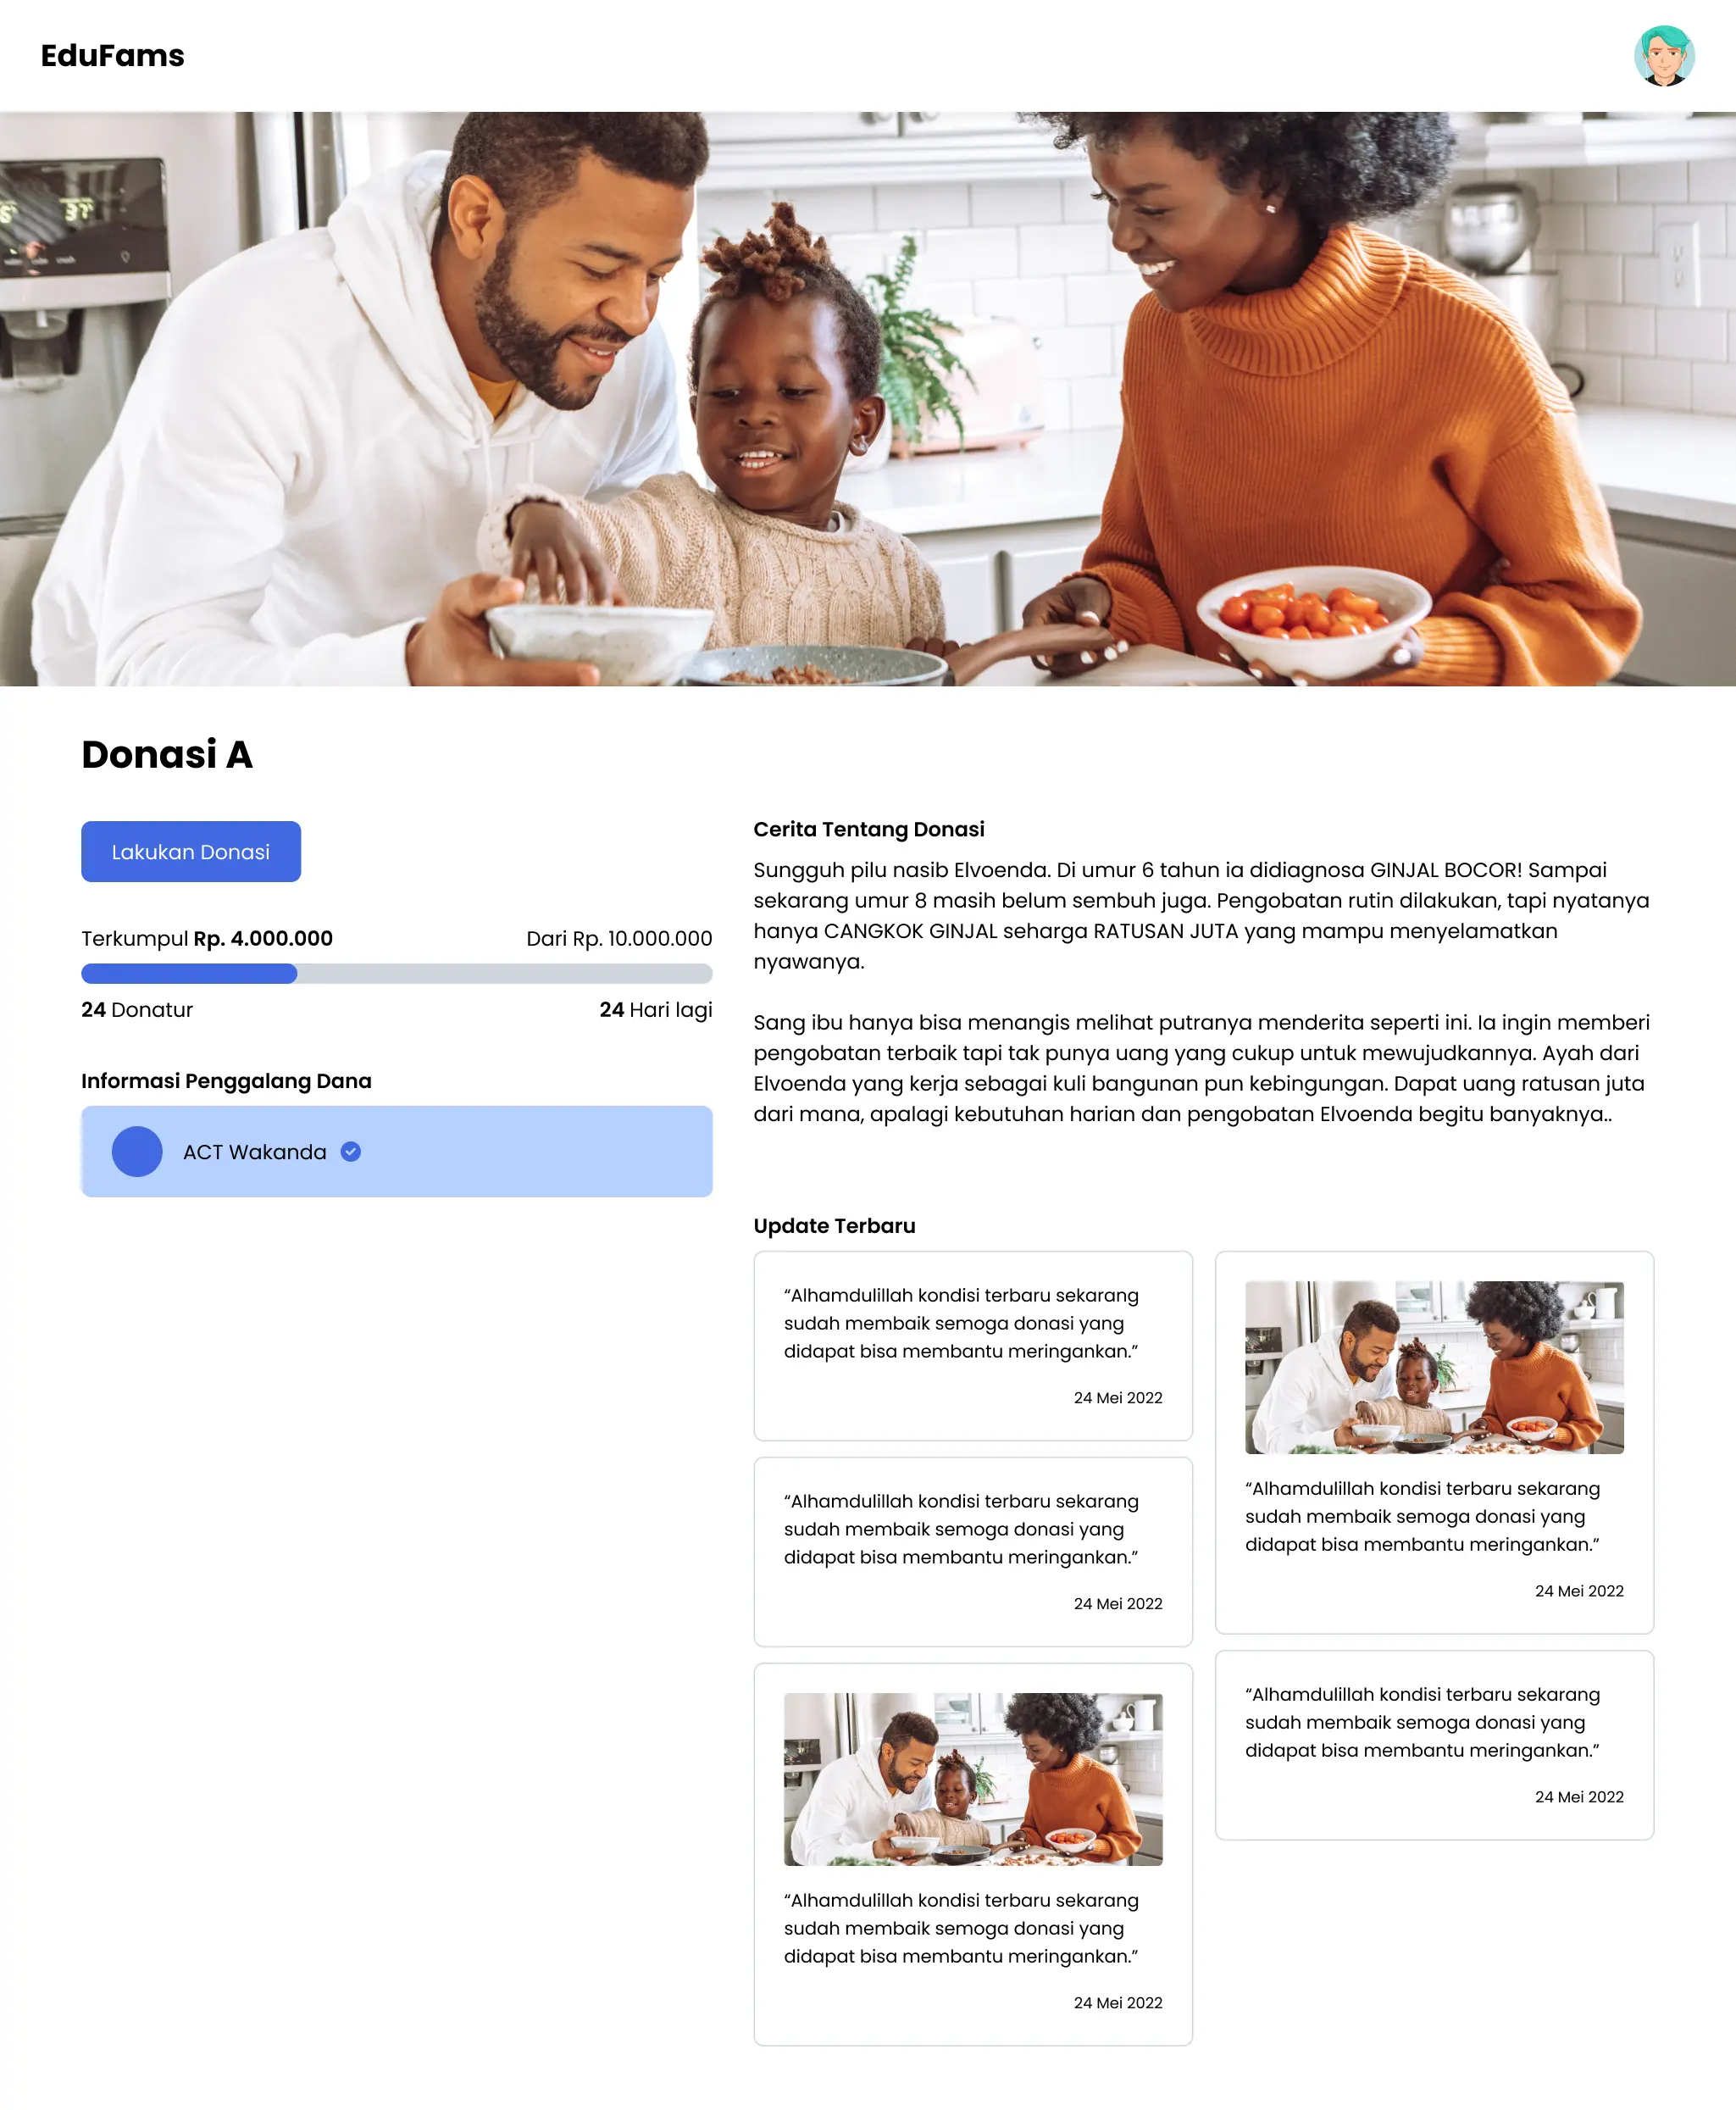 EduFams
37
Donasi A
Lakukan Donasi
Terkumpul Rp. 4.000.000
Dari Rp. 10.000.000
24 Donatur
24 Hari lagi
Informasi Penggalang Dana
ACT Wakanda
Cerita Tentang Donasi
Sungguh pilu nasib Elvoenda. Di umur 6 tahun ia didiagnosa GINJAL BOCOR! Sampai
sekarang umur 8 masih belum sembuh juga. Pengobatan rutin dilakukan, tapi nyatanya
hanya CANGKOK GINJAL seharga RATUSAN JUTA yang mampu menyelamatkan
nyawanya.
Sang ibu hanya bisa menangis melihat putranya menderita seperti ini. Ia ingin memberi
pengobatan terbaik tapi tak punya uang yang cukup untuk mewujudkannya. Ayah dari
Elvoenda yang kerja sebagai kuli bangunan pun kebingungan. Dapat uang ratusan juta
dari mana, apalagi kebutuhan harian dan pengobatan Elvoenda begitu banyaknya..
Update Terbaru
“Alhamdulillah kondisi terbaru sekarang
sudah membaik semoga donasi yang
didapat bisa membantu meringankan.”
24 Mei 2022
“Alhamdulillah kondisi terbaru sekarang
sudah membaik semoga donasi yang
didapat bisa membantu meringankan.”
24 Mei 2022
“Alhamdulillah kondisi terbaru sekarang
sudah membaik semoga donasi yang
didapat bisa membantu meringankan.”
24 Mei 2022
“Alhamdulillah kondisi terbaru sekarang
sudah membaik semoga donasi yang
didapat bisa membantu meringankan.”
24 Mei 2022
“Alhamdulillah kondisi terbaru sekarang
sudah membaik semoga donasi yang
didapat bisa membantu meringankan.”
24 Mei 2022